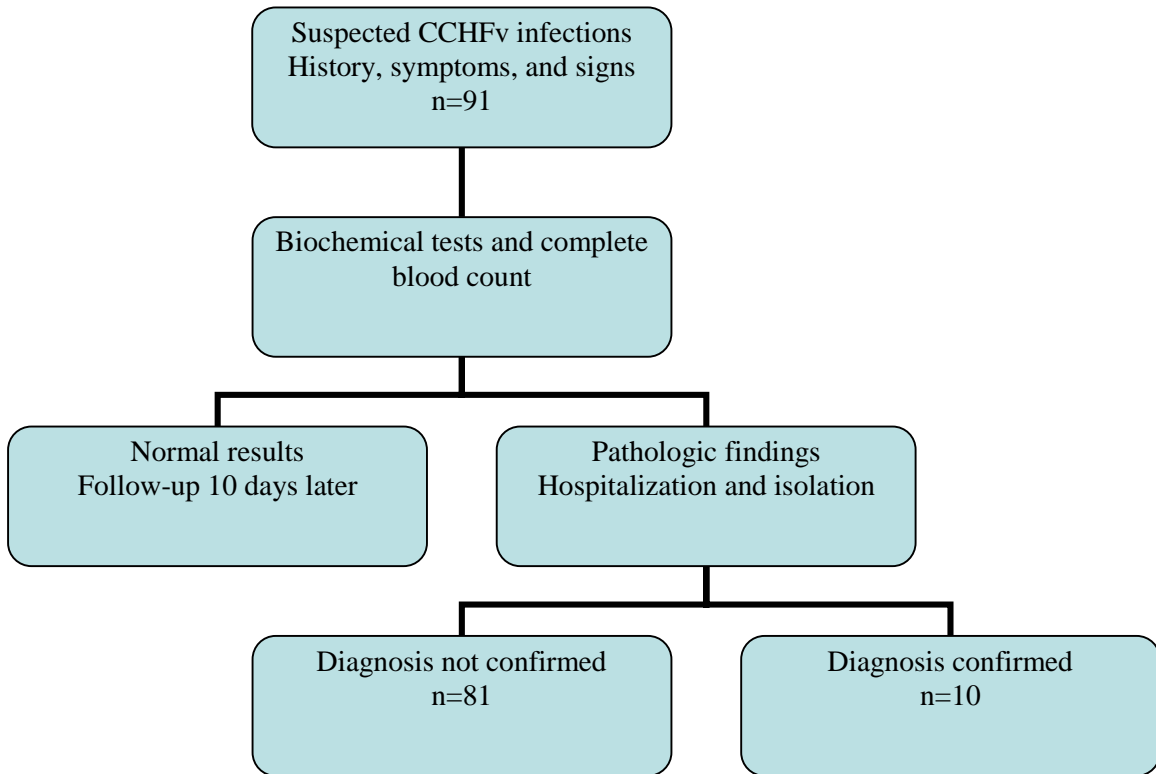 Suspected CCHFv infections
History, symptoms, and signs
n=91
Biochemical tests and complete
blood count
Normal results
Follow-up 10 days later
Pathologic findings
Hospitalization and isolation
Diagnosis not confirmed
n=81
Diagnosis confirmed
n=10